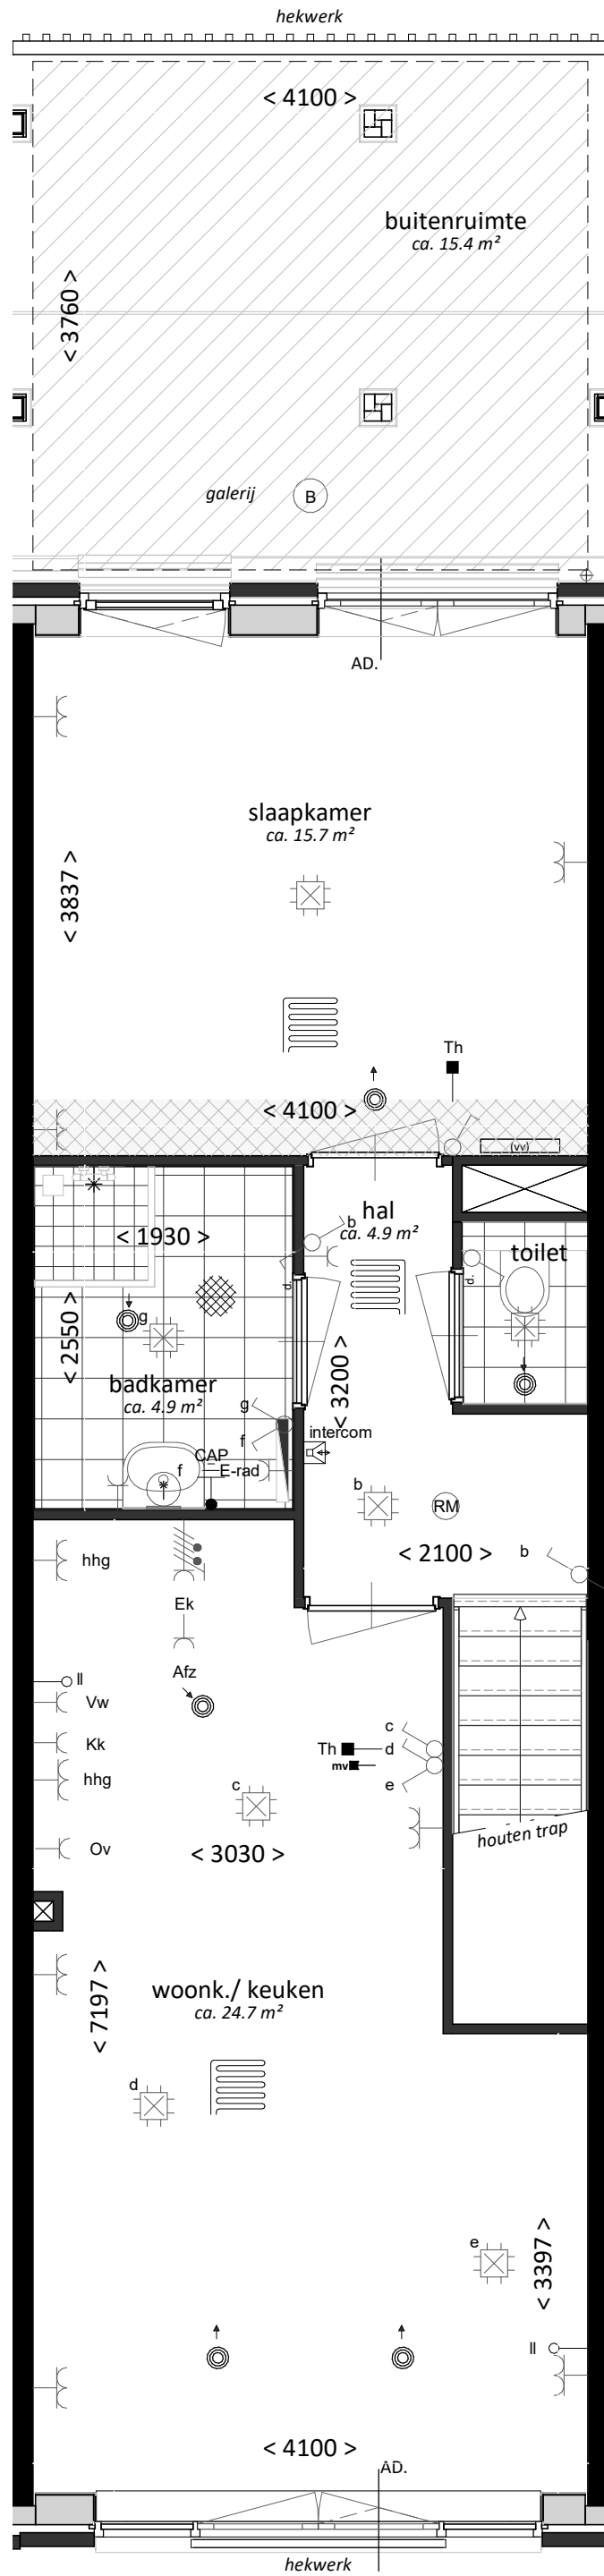 hekwerk
< 4100 >
buitenruimte
ca. 15.4 m²
< 3760 >
galerij
B
AD.
slaapkamer
ca. 15.7 m²
< 3837 >
Th
< 4100 >
(vv)
hal
ca. 4.9 m²
b
< 1930 >
toilet
d.
d.
g
< 2550 >
< 3200 >
badkamer
ca. 4.9 m²
g
f
intercom
CAP
f
E-rad
b
RM
< 2100 >
b
hhg
Ek
Afz
ll
Vw
Kk
hhg
c
Th
d
mv
e
c
Ov
< 3030 >
houten trap
woonk./ keuken
ca. 24.7 m²
< 7197 >
d
e
< 3397 >
ll
< 4100 >
AD.
hekwerk